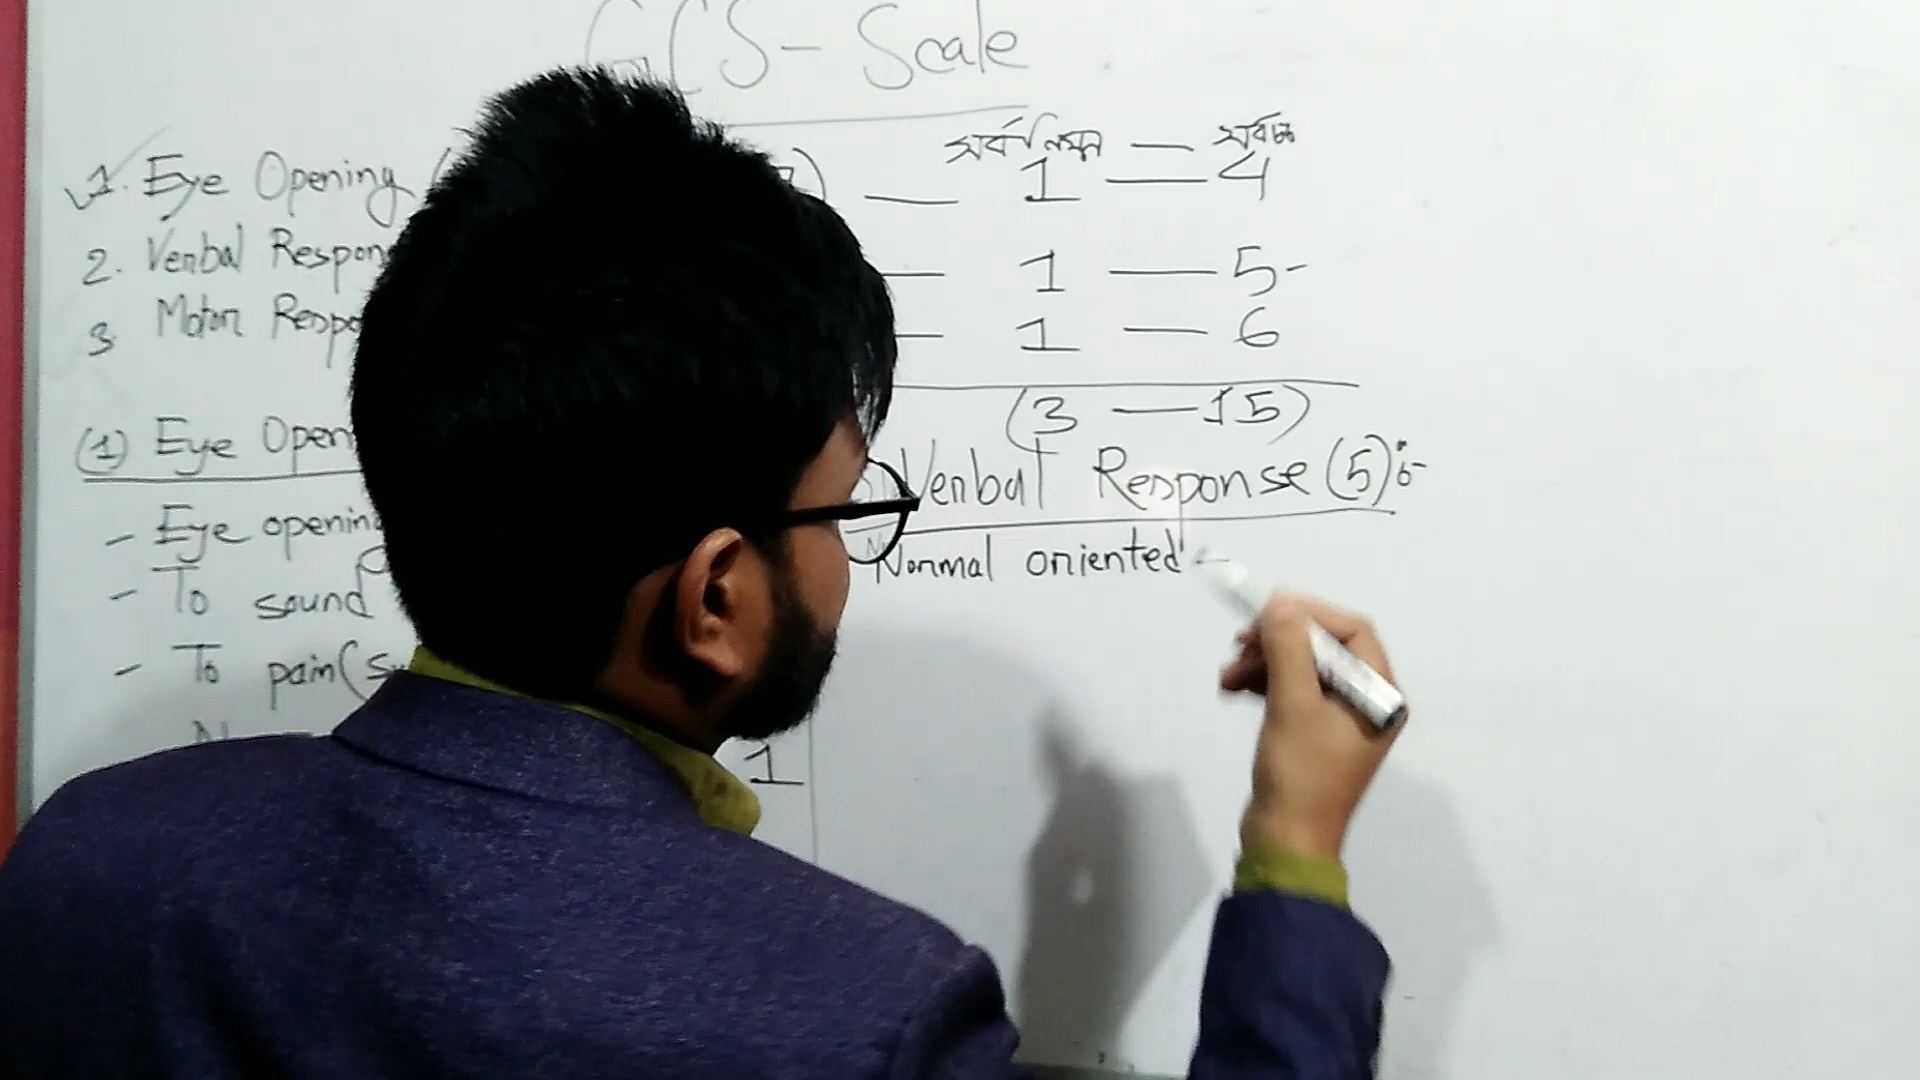 GCS - Scale
সর্বনিম্ন — সর্বচ্চ
1. Eye Opening ( ) — 1 — 4
2. Verbal Respon — 1 — 5
3 Motor Respo — 1 — 6
(3 — 15)
(1) Eye Open
- Eye opening
- To sound
- To pain(
1
Verbal Response (5):-
Normal oriented